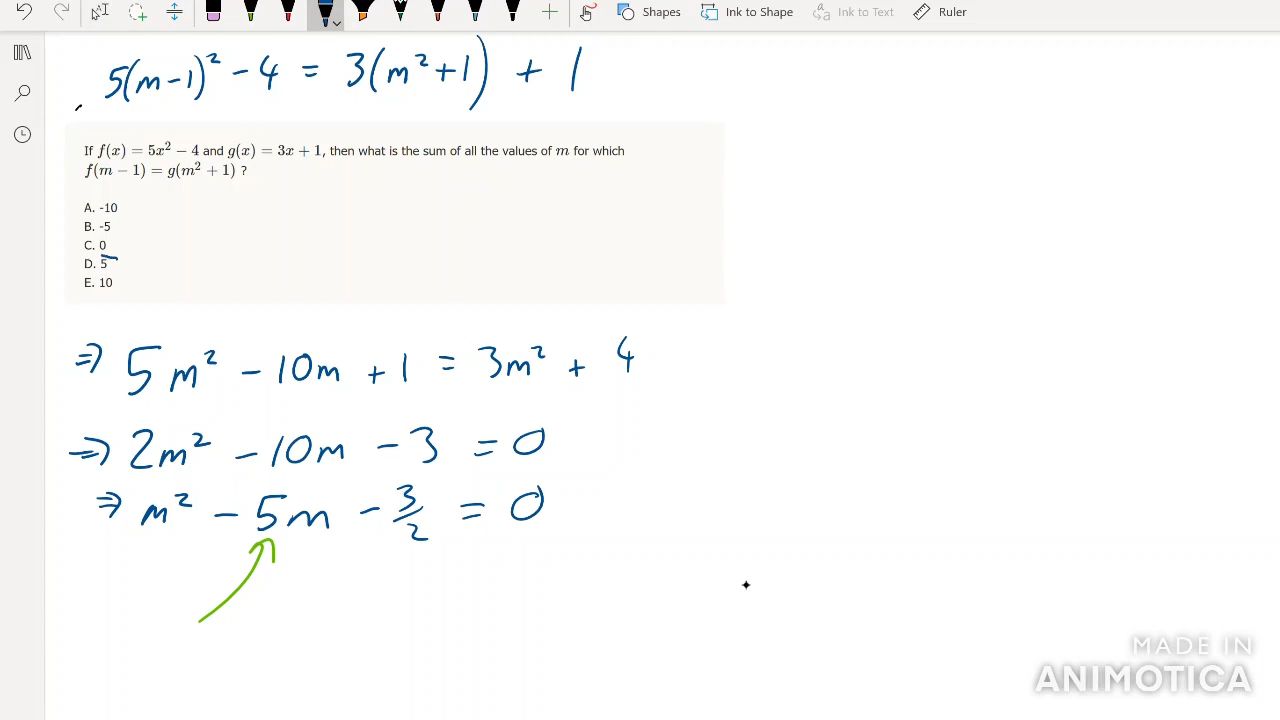 Shapes Ink to Shape Ink to Text Ruler
5(m-1)² - 4 = 3(m² + 1) + 1
If f(x) = 5x² − 4 and g(x) = 3x + 1, then what is the sum of all the values of m for which
f(m − 1) = g(m² + 1) ?
A. -10
B. -5
C. 0
D. 5
E. 10
⇒ 5m² - 10m + 1 = 3m² + 4
⇒ 2m² - 10m - 3 = 0
⇒ m² - 5m - 3/2 = 0
MADE IN
ANIMOTICA